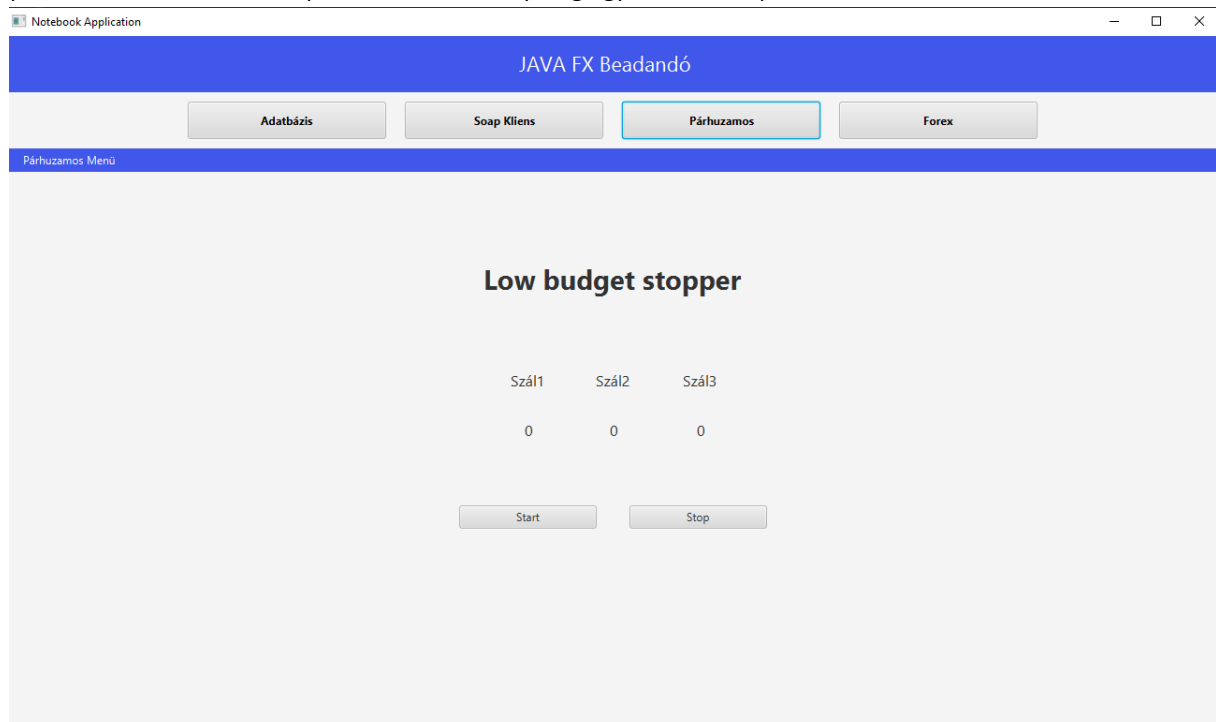 Notebook Application
JAVA FX Beadandó
Adatbázis Soap Kliens Párhuzamos Forex
Párhuzamos Menü
Low budget stopper
Szál1 Szál2 Szál3
0 0 0
Start Stop